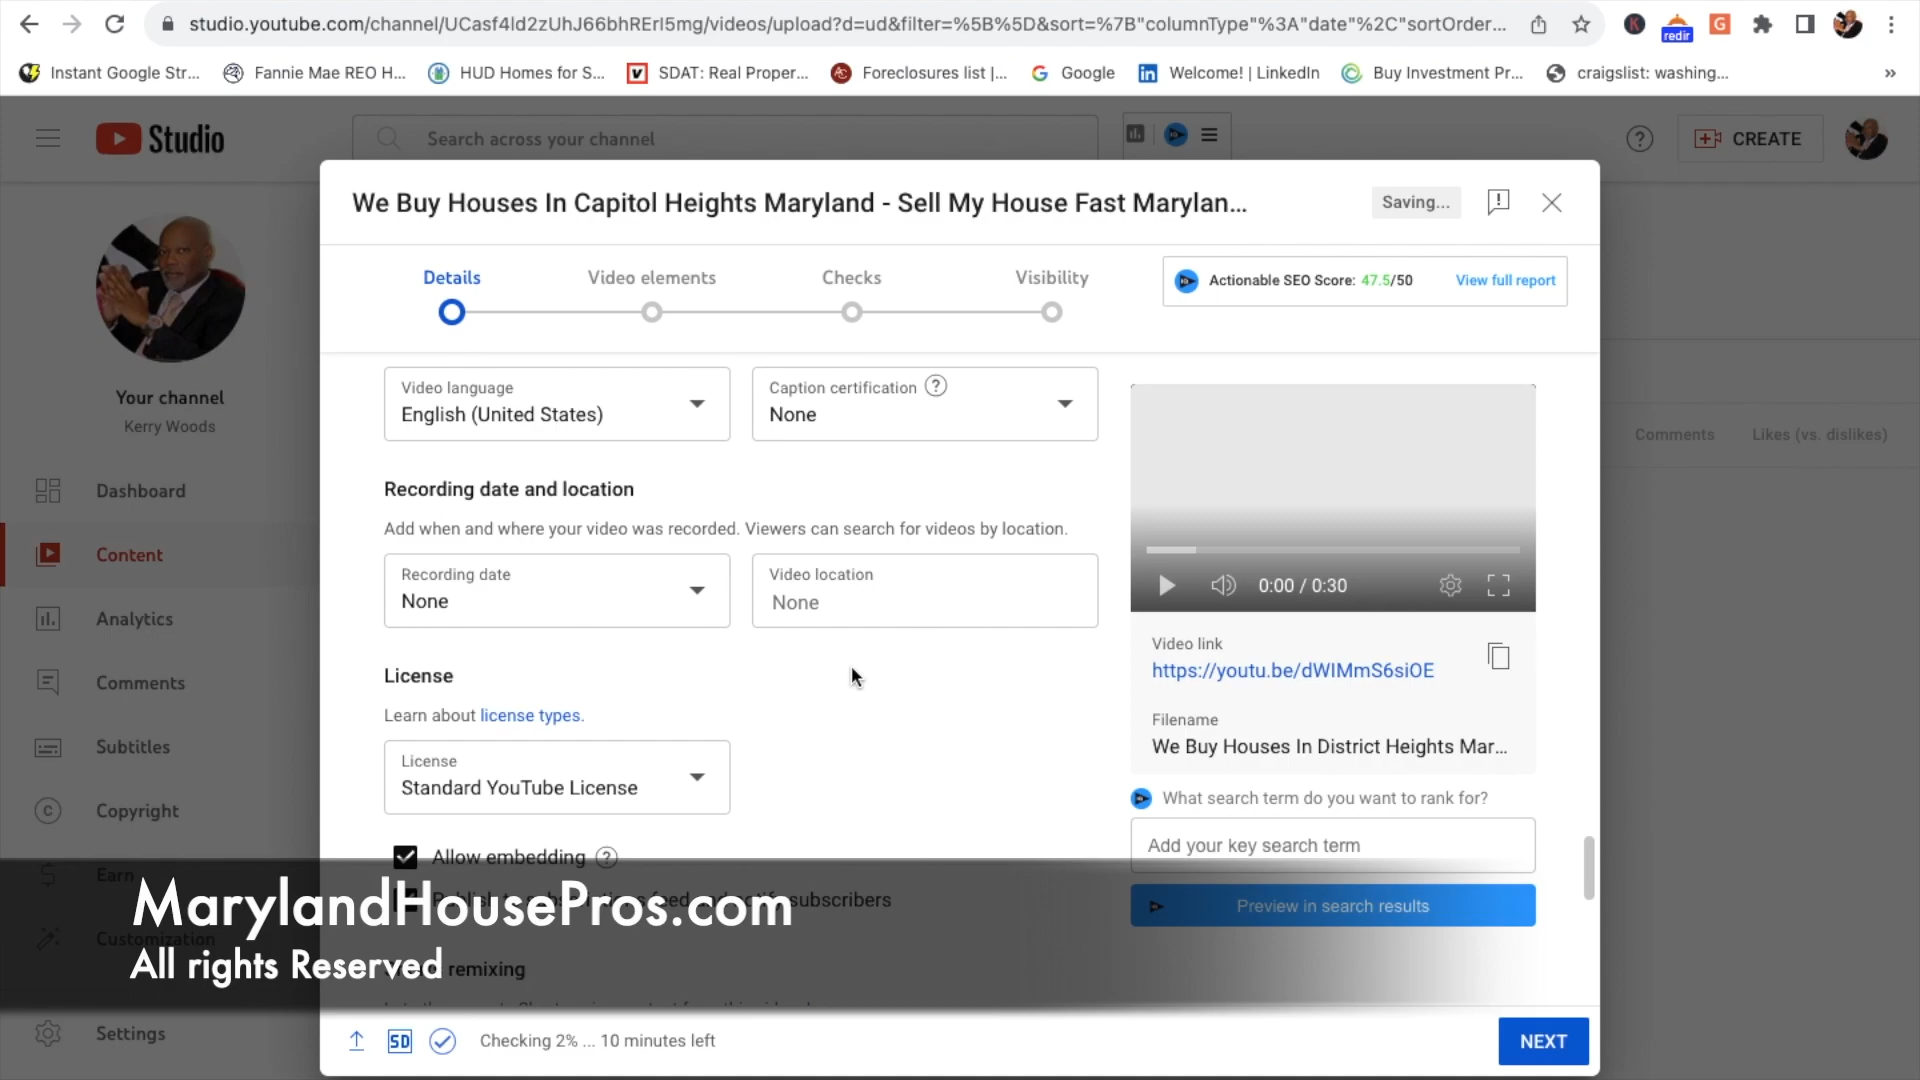 studio.youtube.com/channel/UCasf4ld2zUhJ66bhRErI5mg/videos/upload?d=ud&filter=%5B%5D&sort=%7B"columnType"%3A"date"%2C"sortOrder...
redir
Instant Google Str...
Fannie Mae REO H...
HUD Homes for S...
SDAT: Real Proper...
Foreclosures list |...
Google
Welcome! | LinkedIn
Buy Investment Pr...
craigslist: washing...
Studio
Search across your channel
CREATE
We Buy Houses In Capitol Heights Maryland - Sell My House Fast Marylan...
Saving...
Details
Video elements
Checks
Visibility
Actionable SEO Score: 47.5/50
View full report
Your channel
Kerry Woods
Dashboard
Content
Analytics
Comments
Subtitles
Copyright
Earn
Customization
Settings
Video language
English (United States)
Caption certification
None
Recording date and location
Add when and where your video was recorded. Viewers can search for videos by location.
Recording date
None
Video location
None
License
Learn about license types.
License
Standard YouTube License
Allow embedding
subscribers
remixing
0:00 / 0:30
Video link
https://youtu.be/dWIMmS6siOE
Filename
We Buy Houses In District Heights Mar...
What search term do you want to rank for?
Add your key search term
Preview in search results
Comments
Likes (vs. dislikes)
MarylandHousePros.com
All rights Reserved
SD
Checking 2% ... 10 minutes left
NEXT